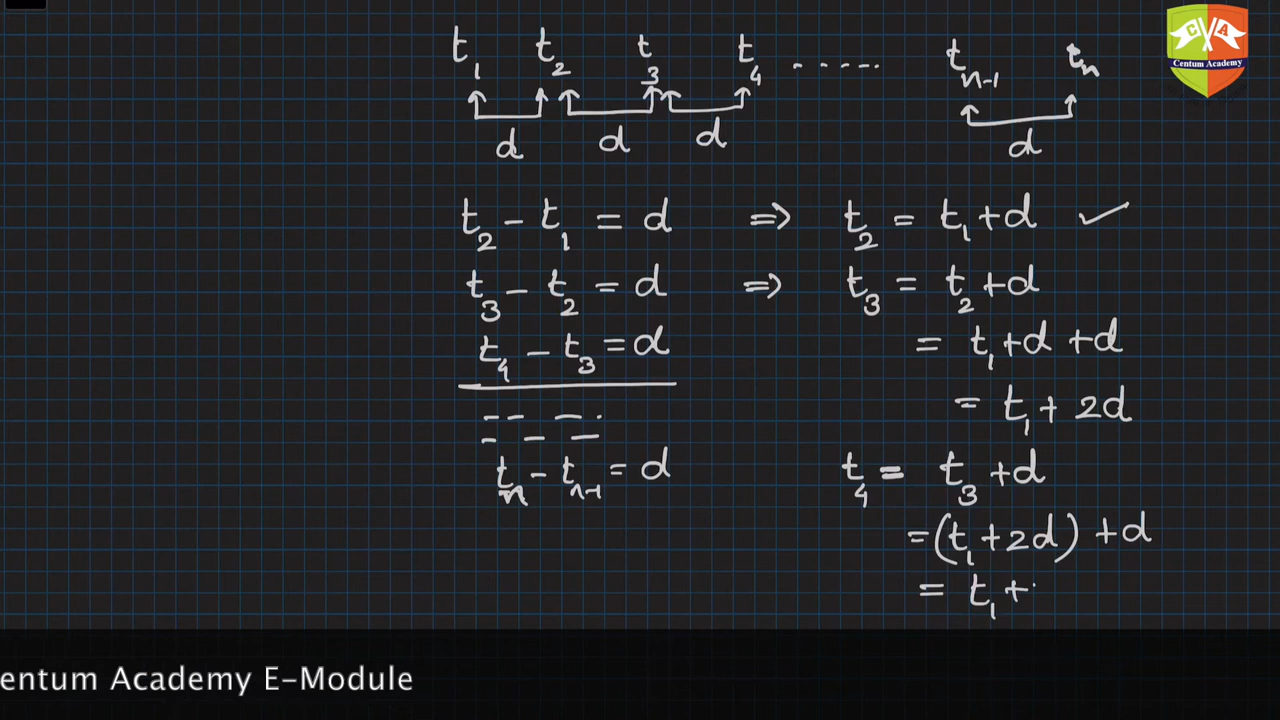 t₁ t₂ t₃ t₄ ...... tₙ₋₁ tₙ
d d d d
CA
Centum Academy
t₂ - t₁ = d ⇒ t₂ = t₁ + d ✓
t₃ - t₂ = d ⇒ t₃ = t₂ + d
t₄ - t₃ = d = t₁ + d + d
= t₁ + 2d
tₙ - tₙ₋₁ = d t₄ = t₃ + d
= (t₁ + 2d) + d
= t₁ +
entum Academy E-Module